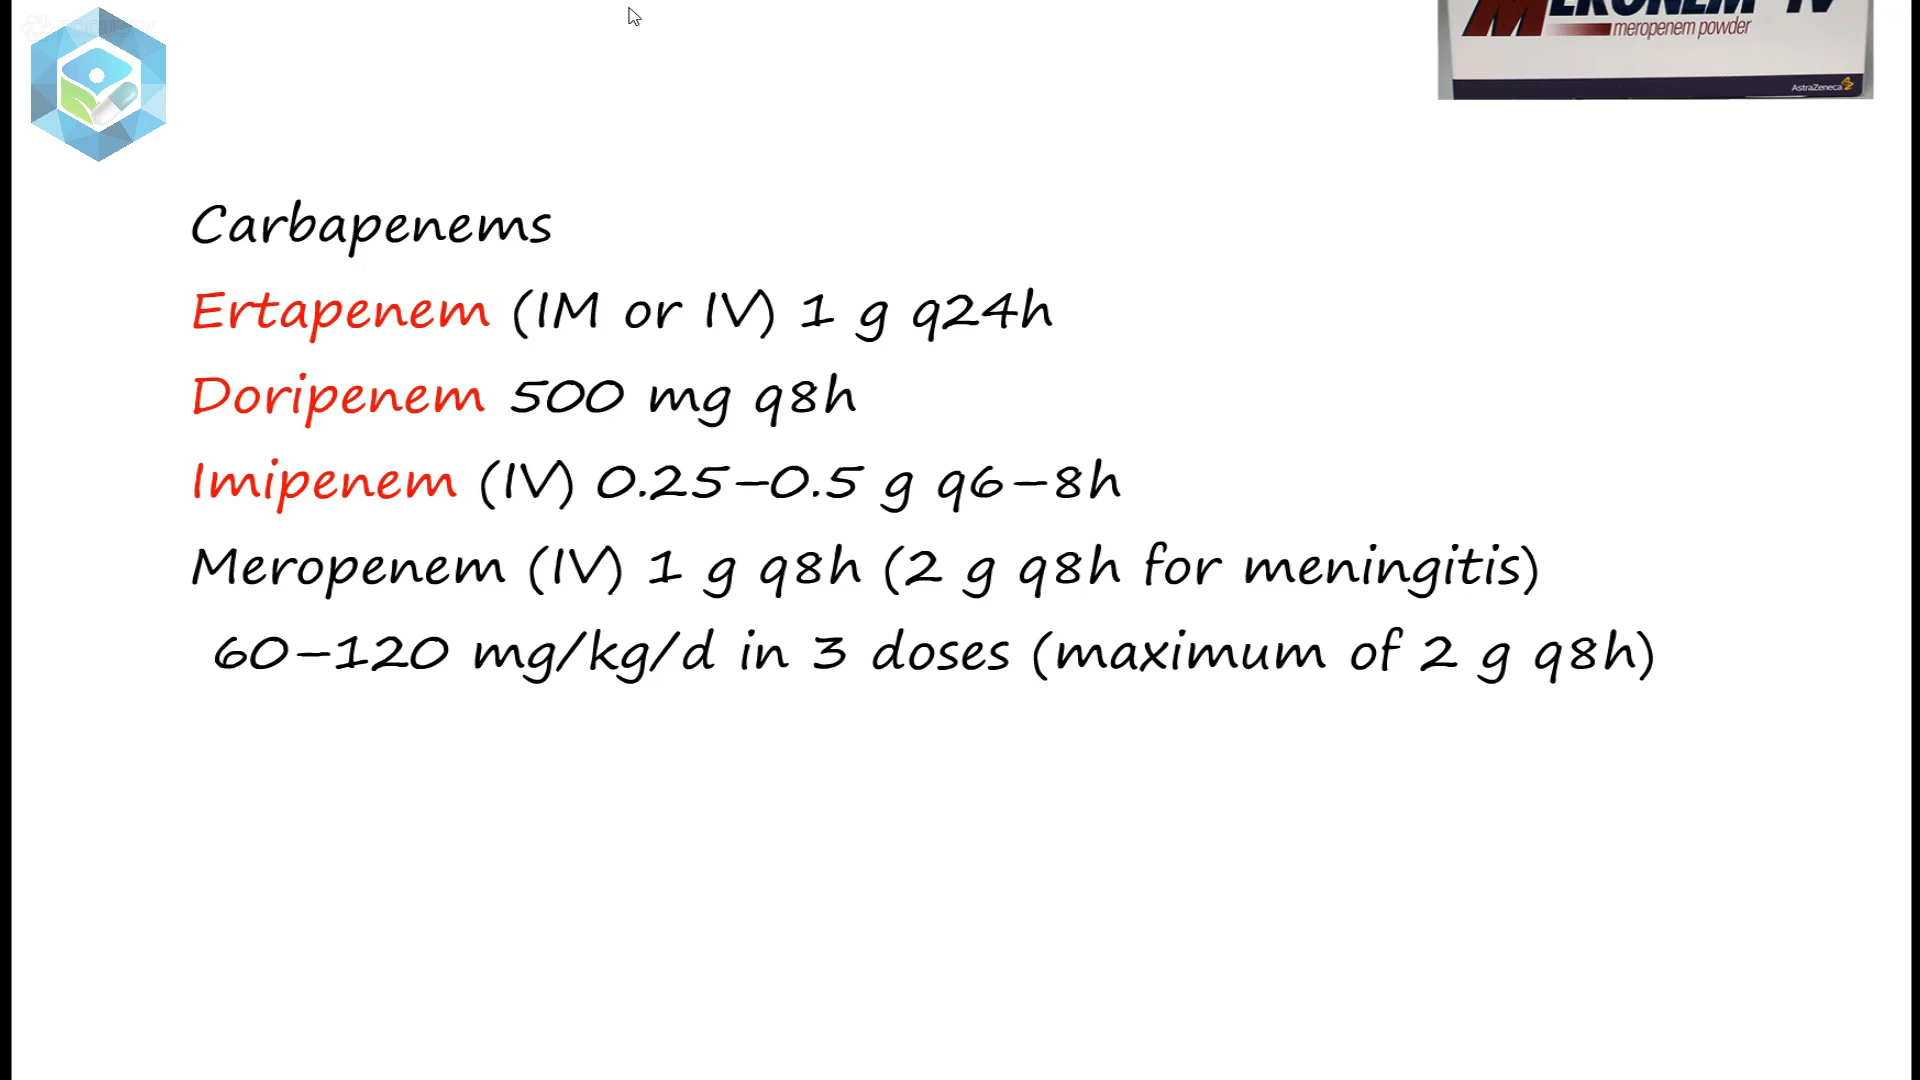 MERONEM IV
meropenem powder
AstraZeneca
Carbapenems
Ertapenem (IM or IV) 1 g q24h
Doripenem 500 mg q8h
Imipenem (IV) 0.25–0.5 g q6–8h
Meropenem (IV) 1 g q8h (2 g q8h for meningitis)
60–120 mg/kg/d in 3 doses (maximum of 2 g q8h)